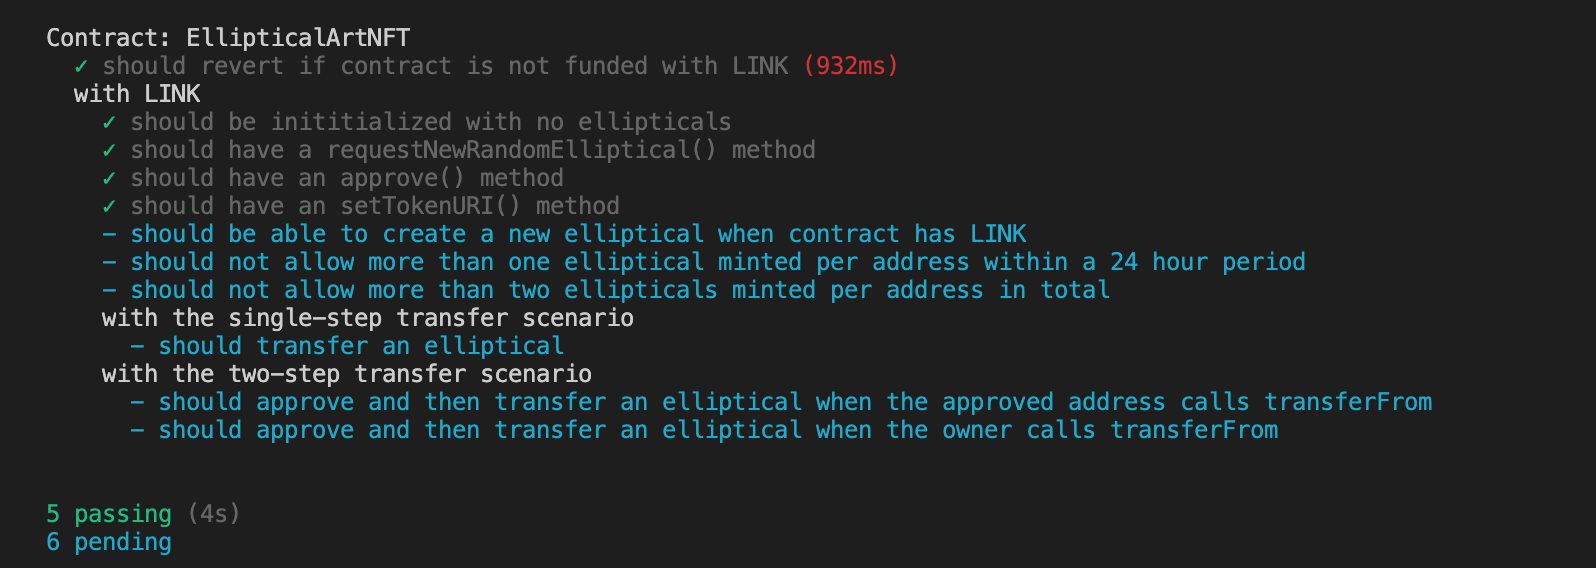 Contract: EllipticalArtNFT
✓ should revert if contract is not funded with LINK (932ms)
with LINK
✓ should be inititialized with no ellipticals
✓ should have a requestNewRandomElliptical() method
✓ should have an approve() method
✓ should have an setTokenURI() method
– should be able to create a new elliptical when contract has LINK
– should not allow more than one elliptical minted per address within a 24 hour period
– should not allow more than two ellipticals minted per address in total
with the single-step transfer scenario
– should transfer an elliptical
with the two-step transfer scenario
– should approve and then transfer an elliptical when the approved address calls transferFrom
– should approve and then transfer an elliptical when the owner calls transferFrom
5 passing (4s)
6 pending